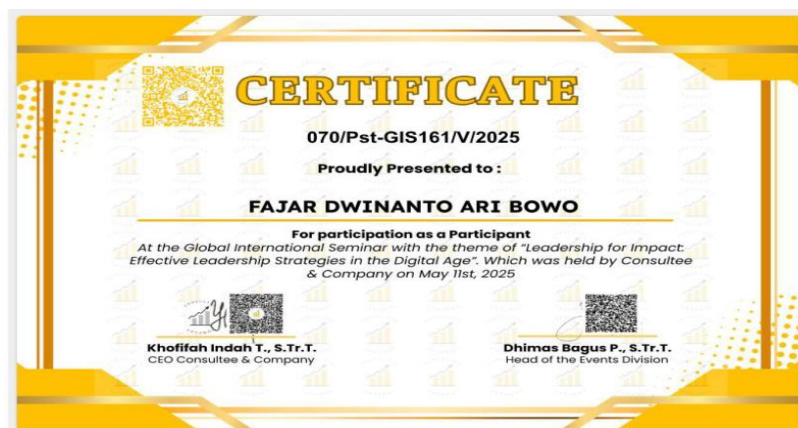 CERTIFICATE
070/Pst-GIS161/V/2025
Proudly Presented to :
FAJAR DWINANTO ARI BOWO
For participation as a Participant
At the Global International Seminar with the theme of "Leadership for Impact:
Effective Leadership Strategies in the Digital Age". Which was held by Consultee
& Company on May 11st, 2025
Khofifah Indah T., S.Tr.T.
CEO Consultee & Company
Dhimas Bagus P., S.Tr.T.
Head of the Events Division